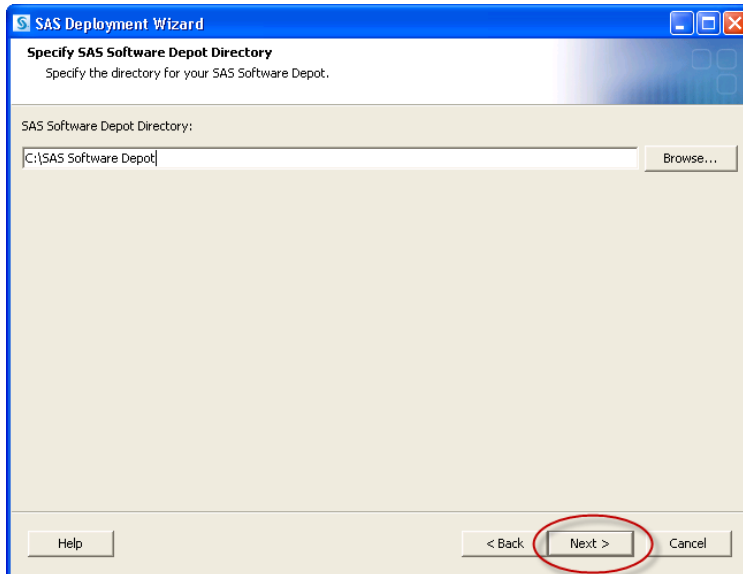 SAS Deployment Wizard
Specify SAS Software Depot Directory
Specify the directory for your SAS Software Depot.
SAS Software Depot Directory:
C:\SAS Software Depot
Browse...
Help
< Back
Next >
Cancel